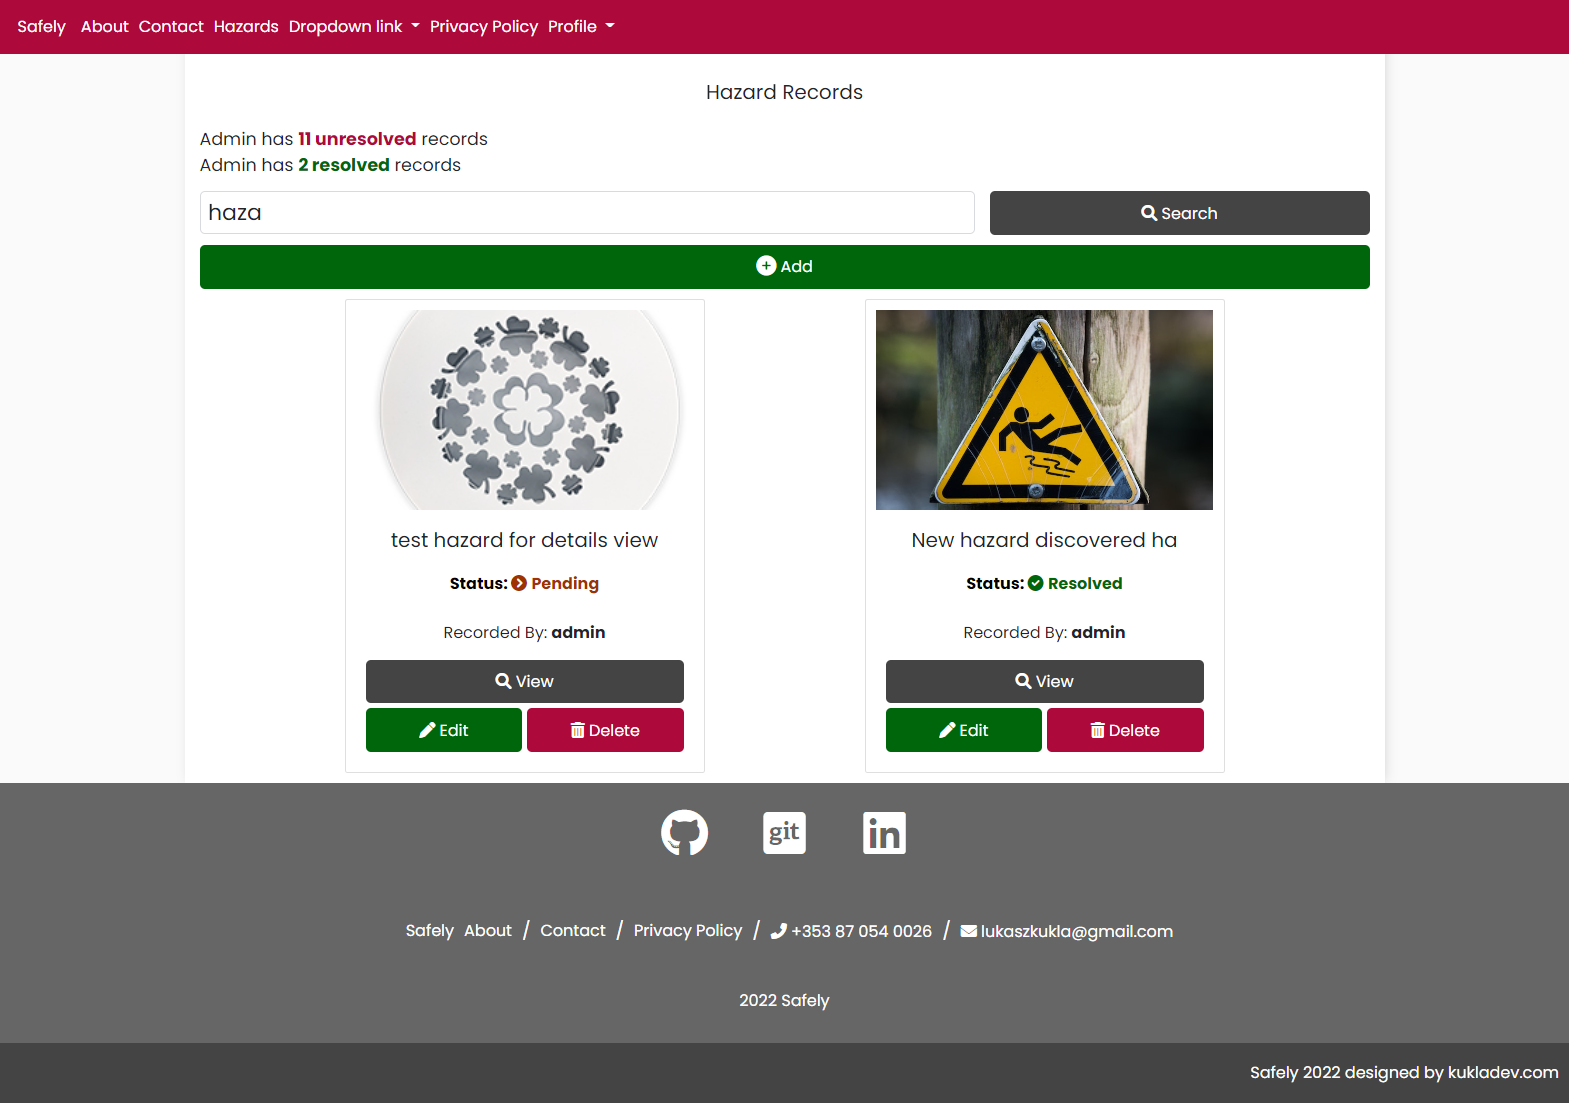 Safely About Contact Hazards Dropdown link Privacy Policy Profile
Hazard Records
Admin has 11 unresolved records
Admin has 2 resolved records
haza
Search
Add
test hazard for details view
Status: Pending
Recorded By: admin
View
Edit Delete
New hazard discovered ha
Status: Resolved
Recorded By: admin
View
Edit Delete
git
in
Safely About / Contact / Privacy Policy / +353 87 054 0026 / lukaszkukla@gmail.com
2022 Safely
Safely 2022 designed by kukladev.com